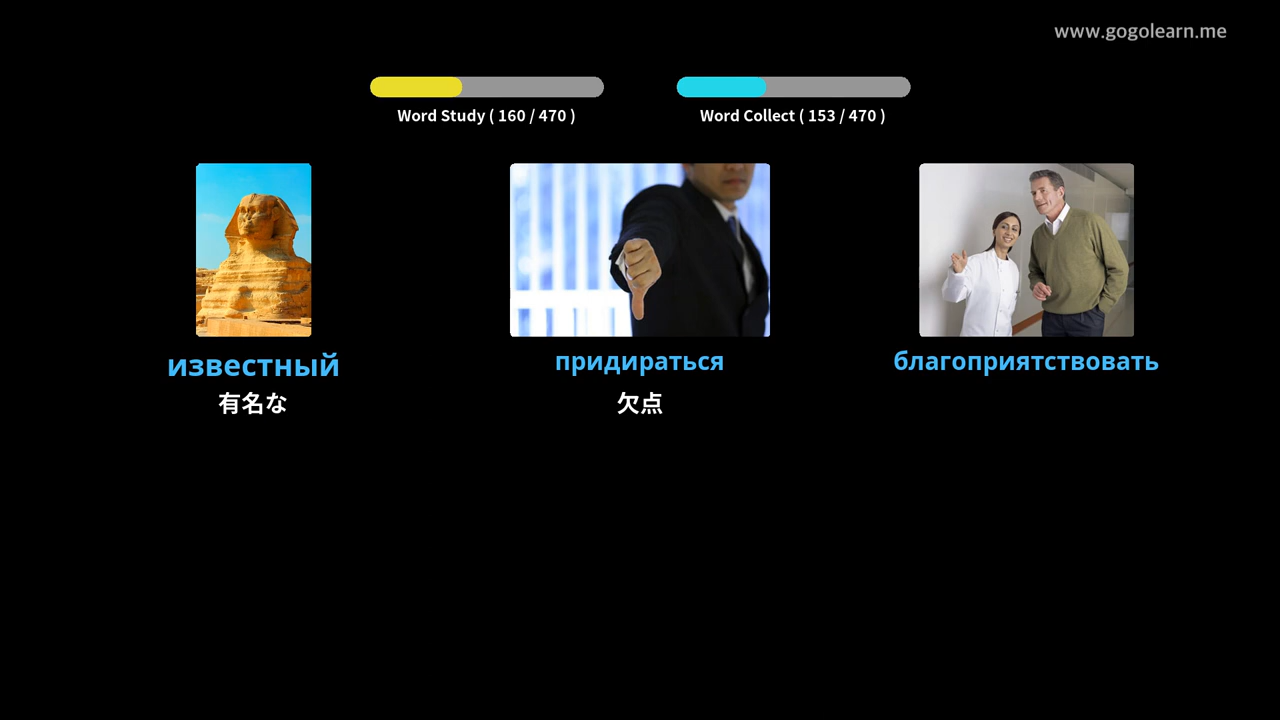 www.gogolearn.me
Word Study ( 160 / 470 )
Word Collect ( 153 / 470 )
известный
придираться
благоприятствовать
有名な
欠点